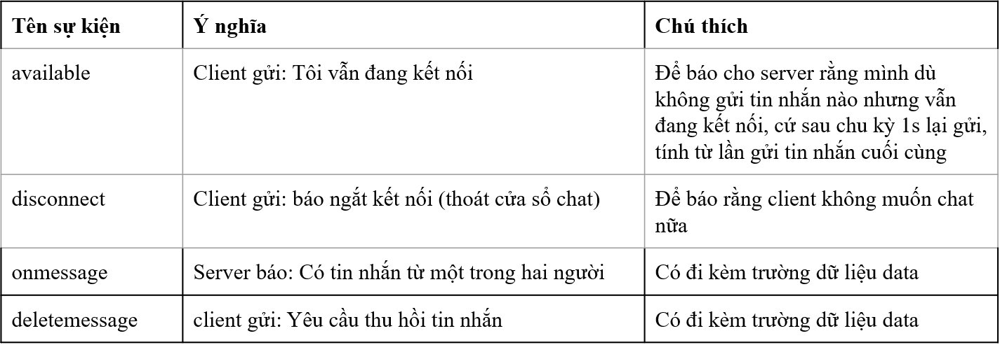 Tên sự kiện
Ý nghĩa
Chú thích
available
Client gửi: Tôi vẫn đang kết nối
Để báo cho server rằng mình dù
không gửi tin nhắn nào nhưng vẫn
đang kết nối, cứ sau chu kỳ 1s lại gửi,
tính từ lần gửi tin nhắn cuối cùng
disconnect
Client gửi: báo ngắt kết nối (thoát cửa sổ chat)
Để báo rằng client không muốn chat
nữa
onmessage
Server báo: Có tin nhắn từ một trong hai người
Có đi kèm trường dữ liệu data
deletemessage
client gửi: Yêu cầu thu hồi tin nhắn
Có đi kèm trường dữ liệu data